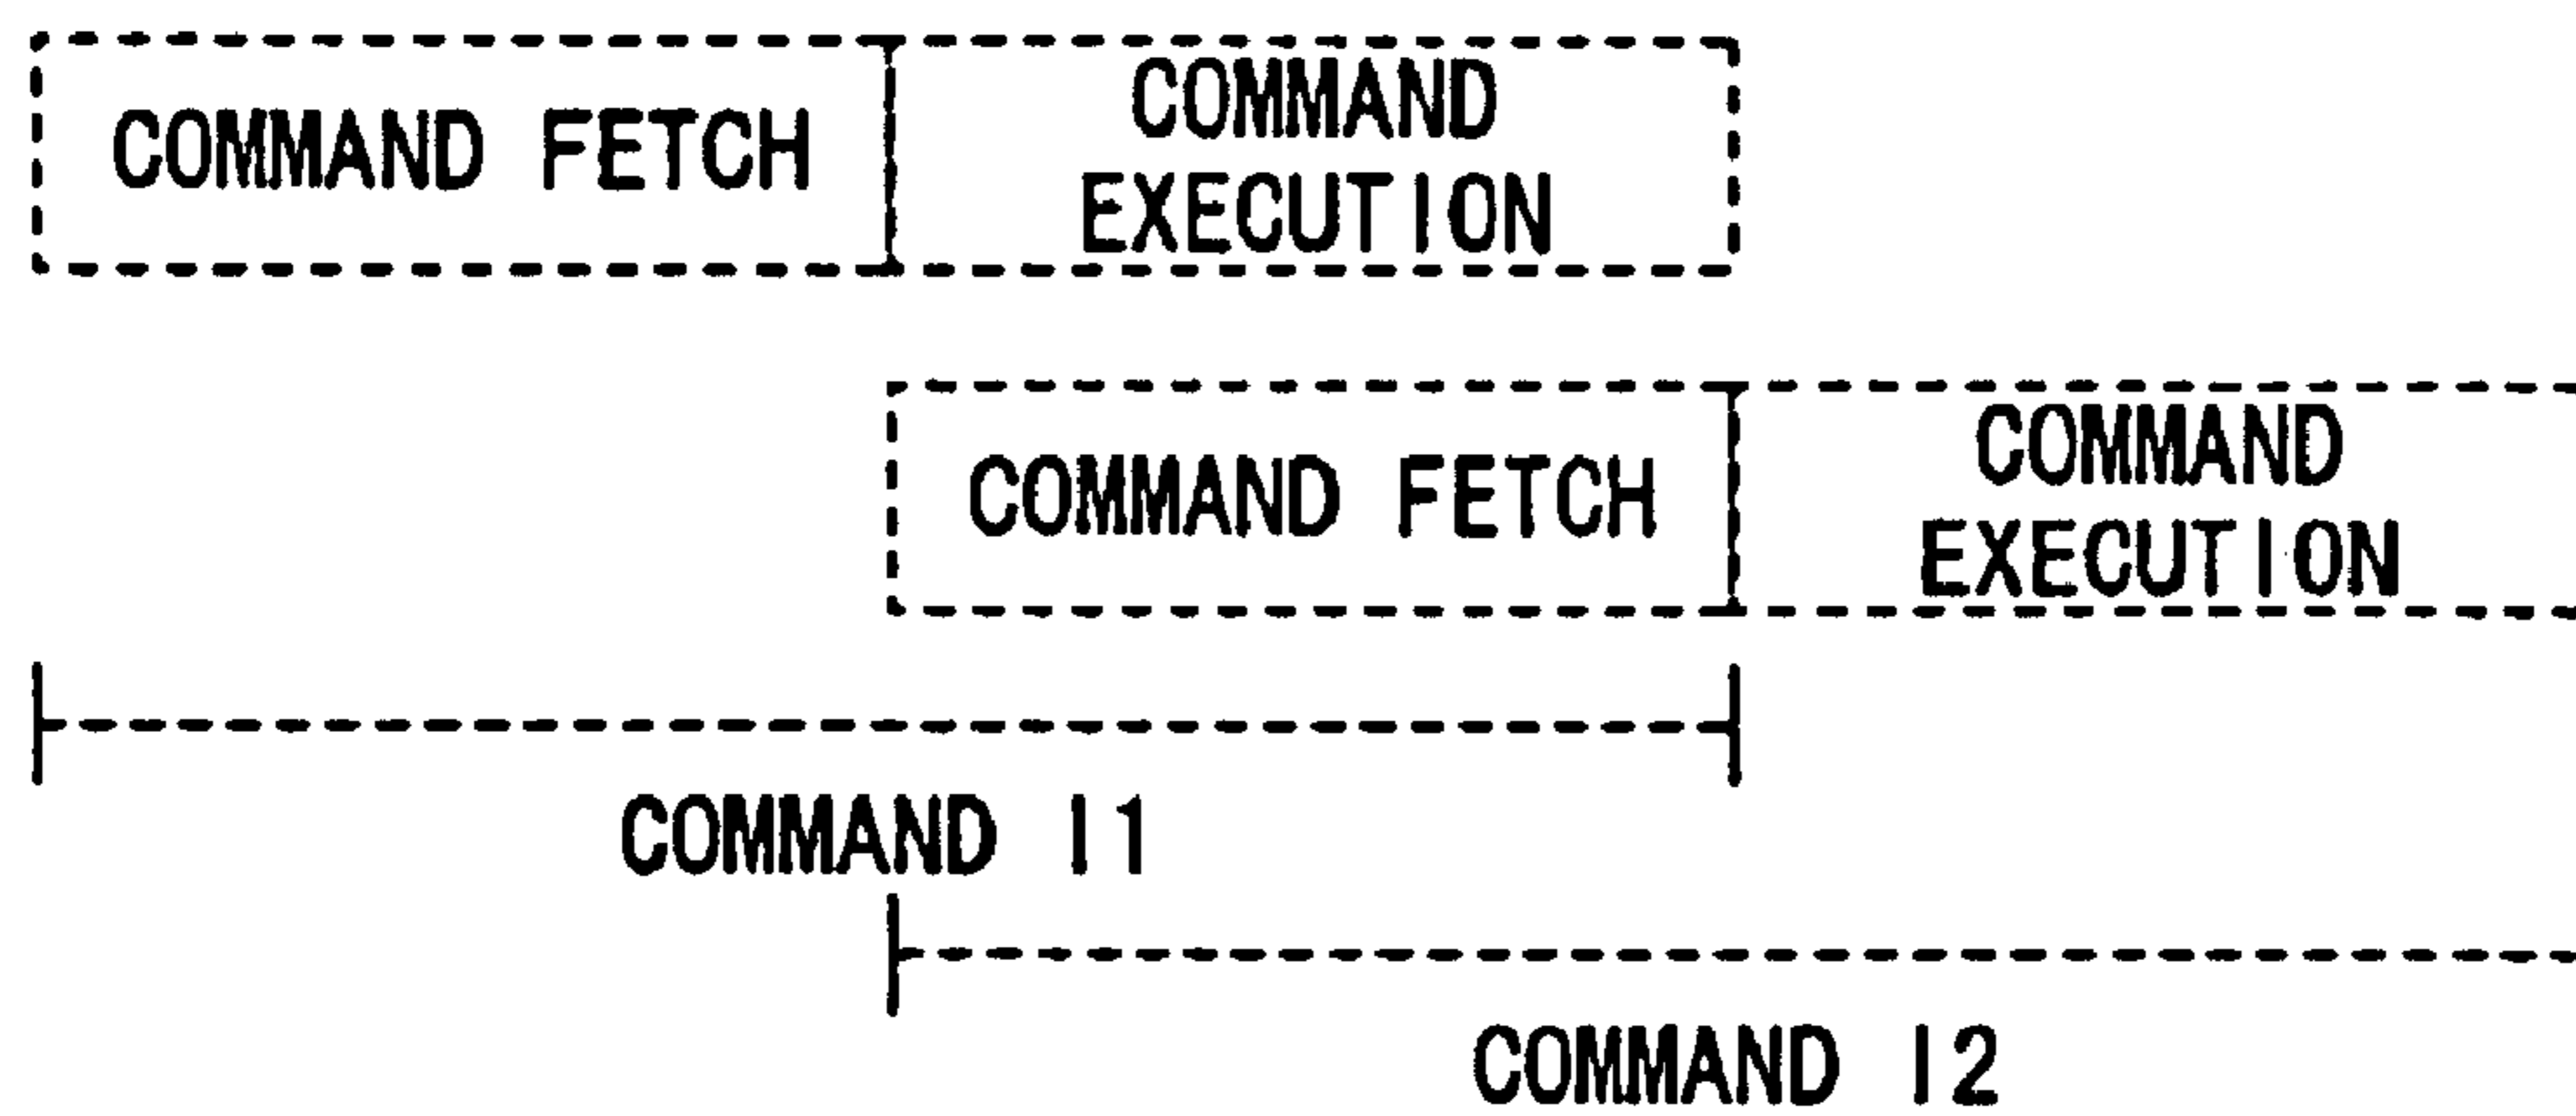 COMMAND FETCH
COMMAND
EXECUTION
COMMAND FETCH
COMMAND
EXECUTION
COMMAND I1
COMMAND I2